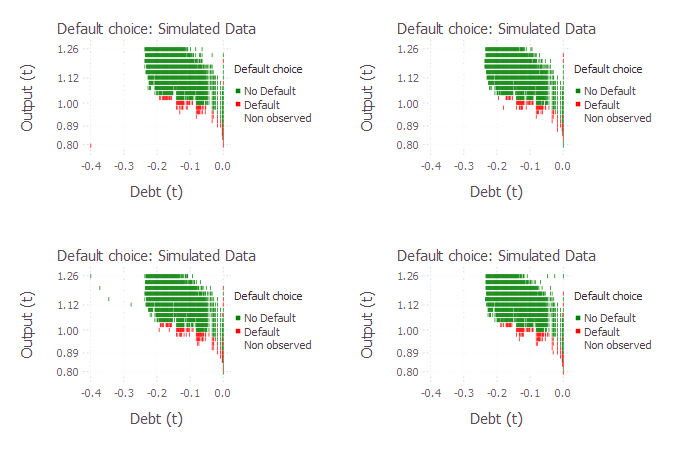 Default choice: Simulated Data
Output (t)
1.26
1.12
1.00
0.89
0.80
-0.4 -0.3 -0.2 -0.1 0.0
Debt (t)
Default choice
No Default
Default
Non observed
Default choice: Simulated Data
Output (t)
1.26
1.12
1.00
0.89
0.80
-0.4 -0.3 -0.2 -0.1 0.0
Debt (t)
Default choice
No Default
Default
Non observed
Default choice: Simulated Data
Output (t)
1.26
1.12
1.00
0.89
0.80
-0.4 -0.3 -0.2 -0.1 0.0
Debt (t)
Default choice
No Default
Default
Non observed
Default choice: Simulated Data
Output (t)
1.26
1.12
1.00
0.89
0.80
-0.4 -0.3 -0.2 -0.1 0.0
Debt (t)
Default choice
No Default
Default
Non observed